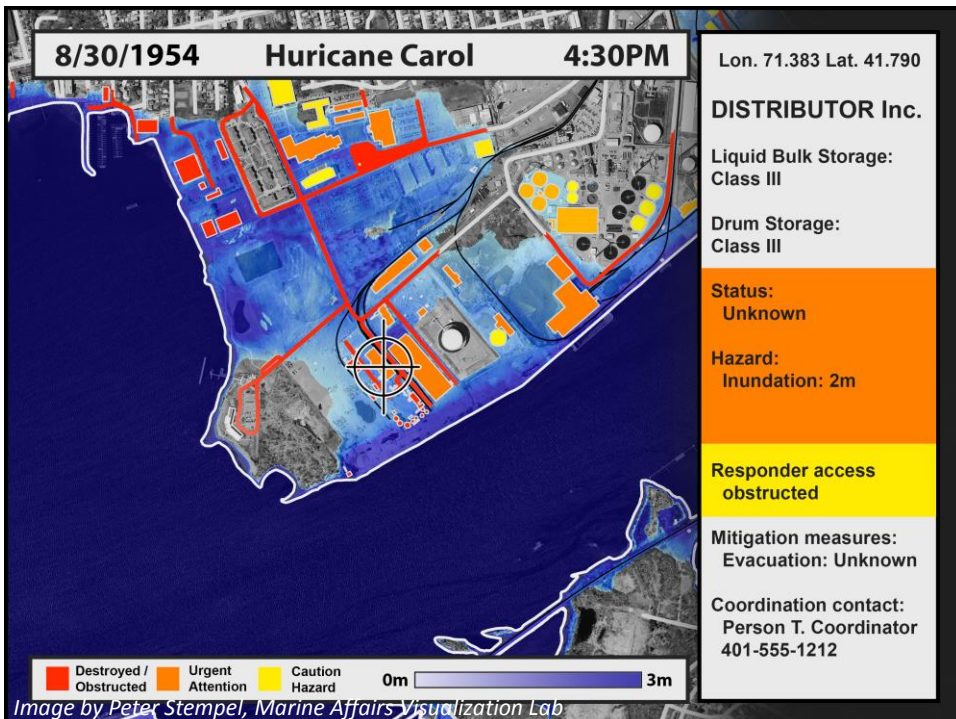 8/30/1954 Huricane Carol 4:30PM
Lon. 71.383 Lat. 41.790
DISTRIBUTOR Inc.
Liquid Bulk Storage:
Class III
Drum Storage:
Class III
Status:
Unknown
Hazard:
Inundation: 2m
Responder access
obstructed
Mitigation measures:
Evacuation: Unknown
Coordination contact:
Person T. Coordinator
401-555-1212
Destroyed /
Obstructed
Urgent
Attention
Caution
Hazard
0m 3m
Image by Peter Stempel, Marine Affairs Visualization Lab